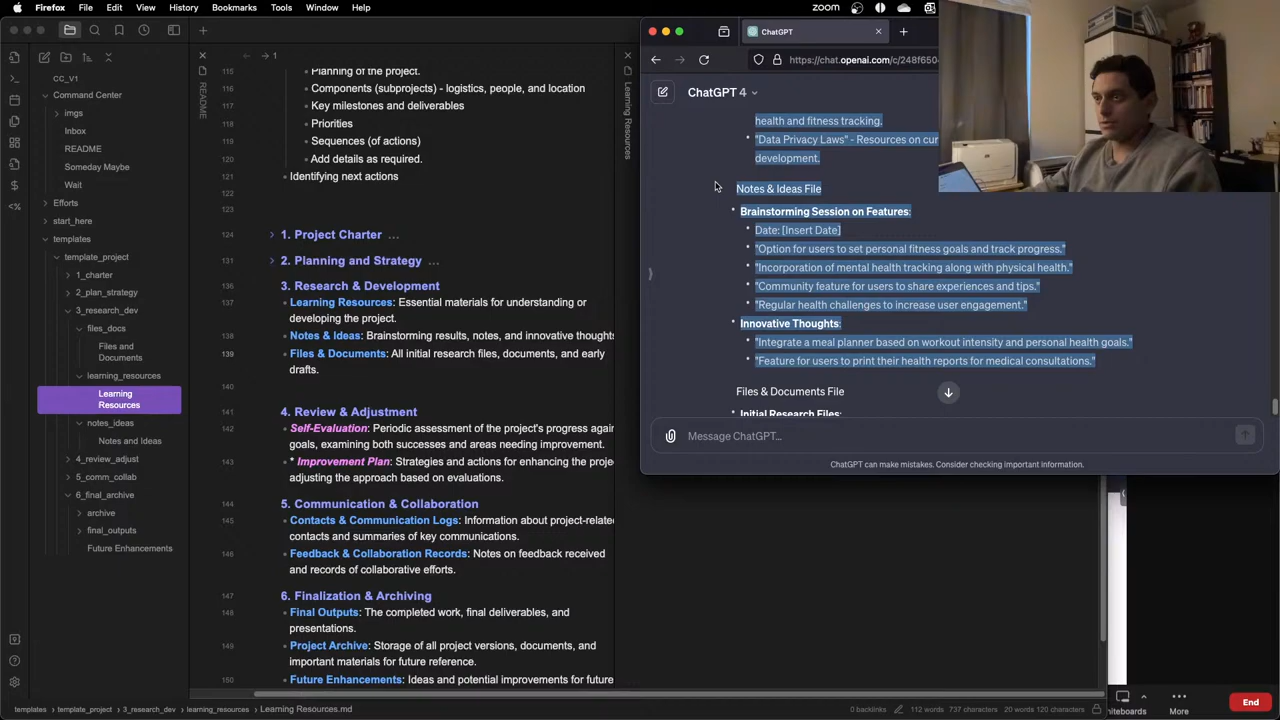 Firefox File Edit View History Bookmarks Tools Window Help
zoom
CC_V1
Command Center
imgs
Inbox
README
Someday Maybe
Wait
Efforts
start_here
templates
template_project
1_charter
2_plan_strategy
3_research_dev
files_docs
Files and
Documents
learning_resources
Learning
Resources
notes_ideas
Notes and Ideas
4_review_adjust
5_comm_collab
6_final_archive
archive
final_outputs
Future Enhancements
README
1
115 Planning of the project.
116 Components (subprojects) - logistics, people, and location
117 Key milestones and deliverables
118 Priorities
119 Sequences (of actions)
120 Add details as required.
121 Identifying next actions
122
123
124 1. Project Charter ...
131 2. Planning and Strategy ...
136 3. Research & Development
137 Learning Resources: Essential materials for understanding or
developing the project.
138 Notes & Ideas: Brainstorming results, notes, and innovative thoughts
139 Files & Documents: All initial research files, documents, and early
drafts.
140
141 4. Review & Adjustment
142 Self-Evaluation: Periodic assessment of the project's progress again
goals, examining both successes and areas needing improvement.
143 * Improvement Plan: Strategies and actions for enhancing the proje
adjusting the approach based on evaluations.
144 5. Communication & Collaboration
145 Contacts & Communication Logs: Information about project-relate
contacts and summaries of key communications.
146 Feedback & Collaboration Records: Notes on feedback received
and records of collaborative efforts.
147 6. Finalization & Archiving
148 Final Outputs: The completed work, final deliverables, and
presentations.
149 Project Archive: Storage of all project versions, documents, and
important materials for future reference.
150 Future Enhancements: Ideas and potential improvements for future
Learning Resources
ChatGPT
https://chat.openai.com/c/248f650
ChatGPT 4
health and fitness tracking.
"Data Privacy Laws" - Resources on cur
development.
Notes & Ideas File
Brainstorming Session on Features:
Date: [Insert Date]
"Option for users to set personal fitness goals and track progress."
"Incorporation of mental health tracking along with physical health."
"Community feature for users to share experiences and tips."
"Regular health challenges to increase user engagement."
Innovative Thoughts:
"Integrate a meal planner based on workout intensity and personal health goals."
"Feature for users to print their health reports for medical consultations."
Files & Documents File
Initial Research Files:
Message ChatGPT...
ChatGPT can make mistakes. Consider checking important information.
templates template_project 3_research_dev learning_resources Learning Resources.md
0 backlinks 112 words 737 characters 20 words 120 characters
iteboards More End